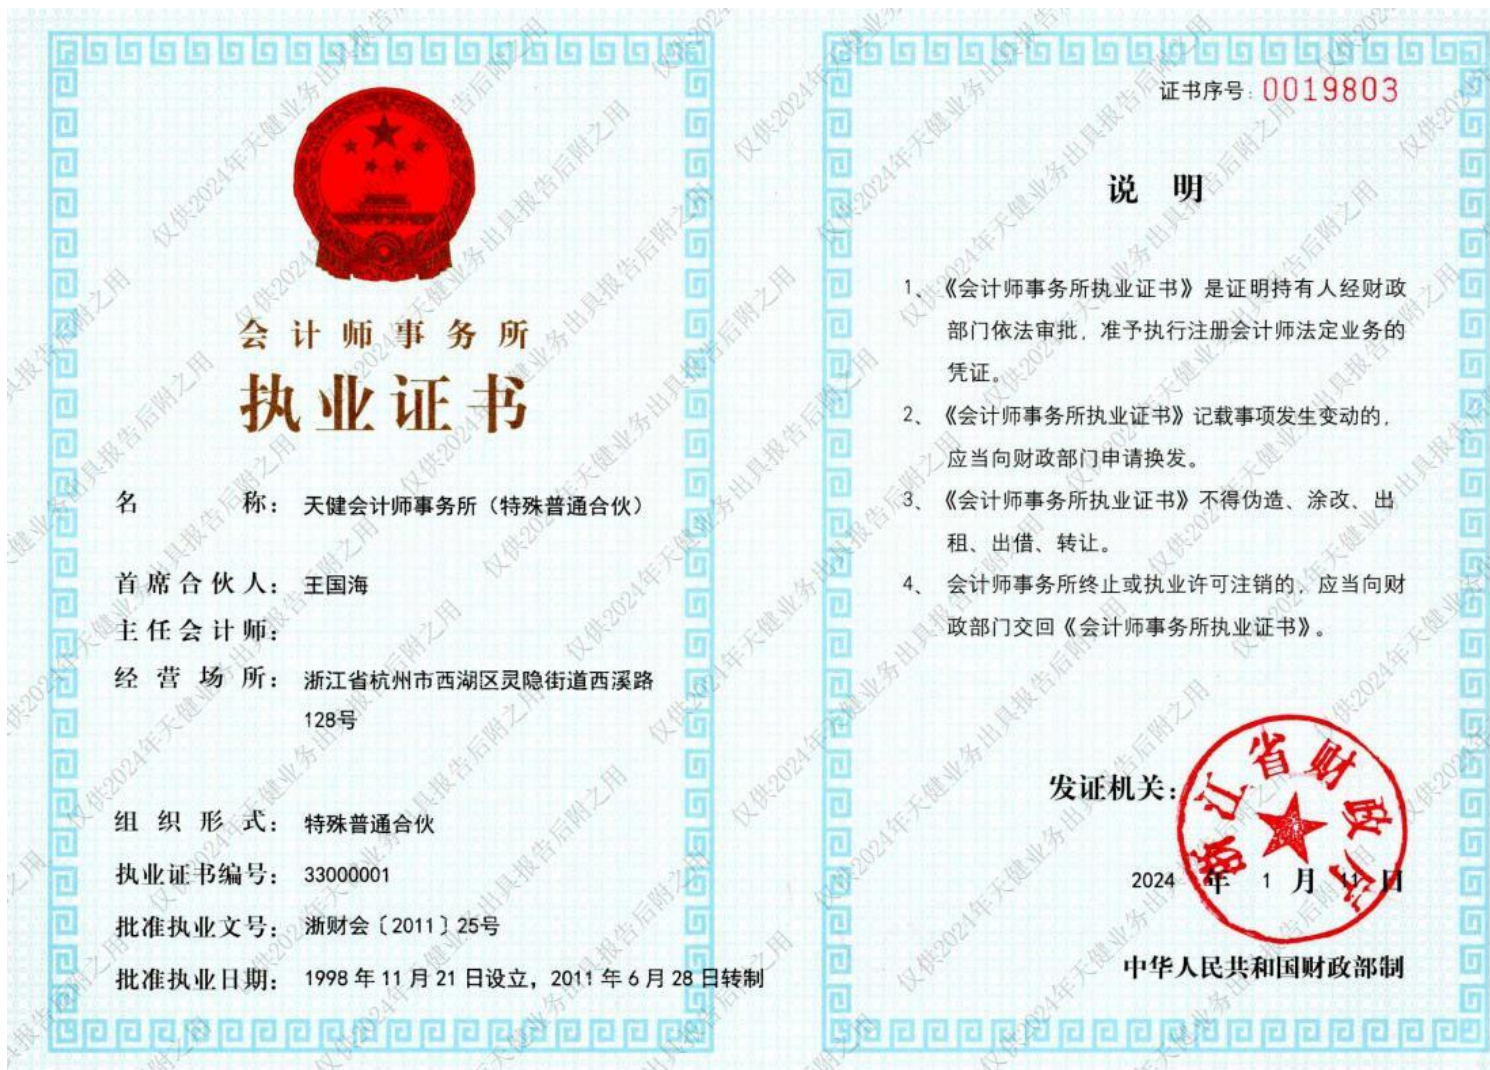 会计师事务所
执业证书
名称：天健会计师事务所（特殊普通合伙）
首席合伙人：王国海
主任会计师：
经营场所：浙江省杭州市西湖区灵隐街道西溪路
128号
组织形式：特殊普通合伙
执业证书编号：33000001
批准执业文号：浙财会〔2011〕25号
批准执业日期：1998年11月21日设立，2011年6月28日转制
证书序号：0019803
说明
1、《会计师事务所执业证书》是证明持有人经财政
部门依法审批，准予执行注册会计师法定业务的
凭证。
2、《会计师事务所执业证书》记载事项发生变动的，
应当向财政部门申请换发。
3、《会计师事务所执业证书》不得伪造、涂改、出
租、出借、转让。
4、会计师事务所终止或执业许可注销的，应当向财
政部门交回《会计师事务所执业证书》。
发证机关：
浙江省财政厅
2024年1月11日
中华人民共和国财政部制
仅供2024年天健业务出具报告后附之用